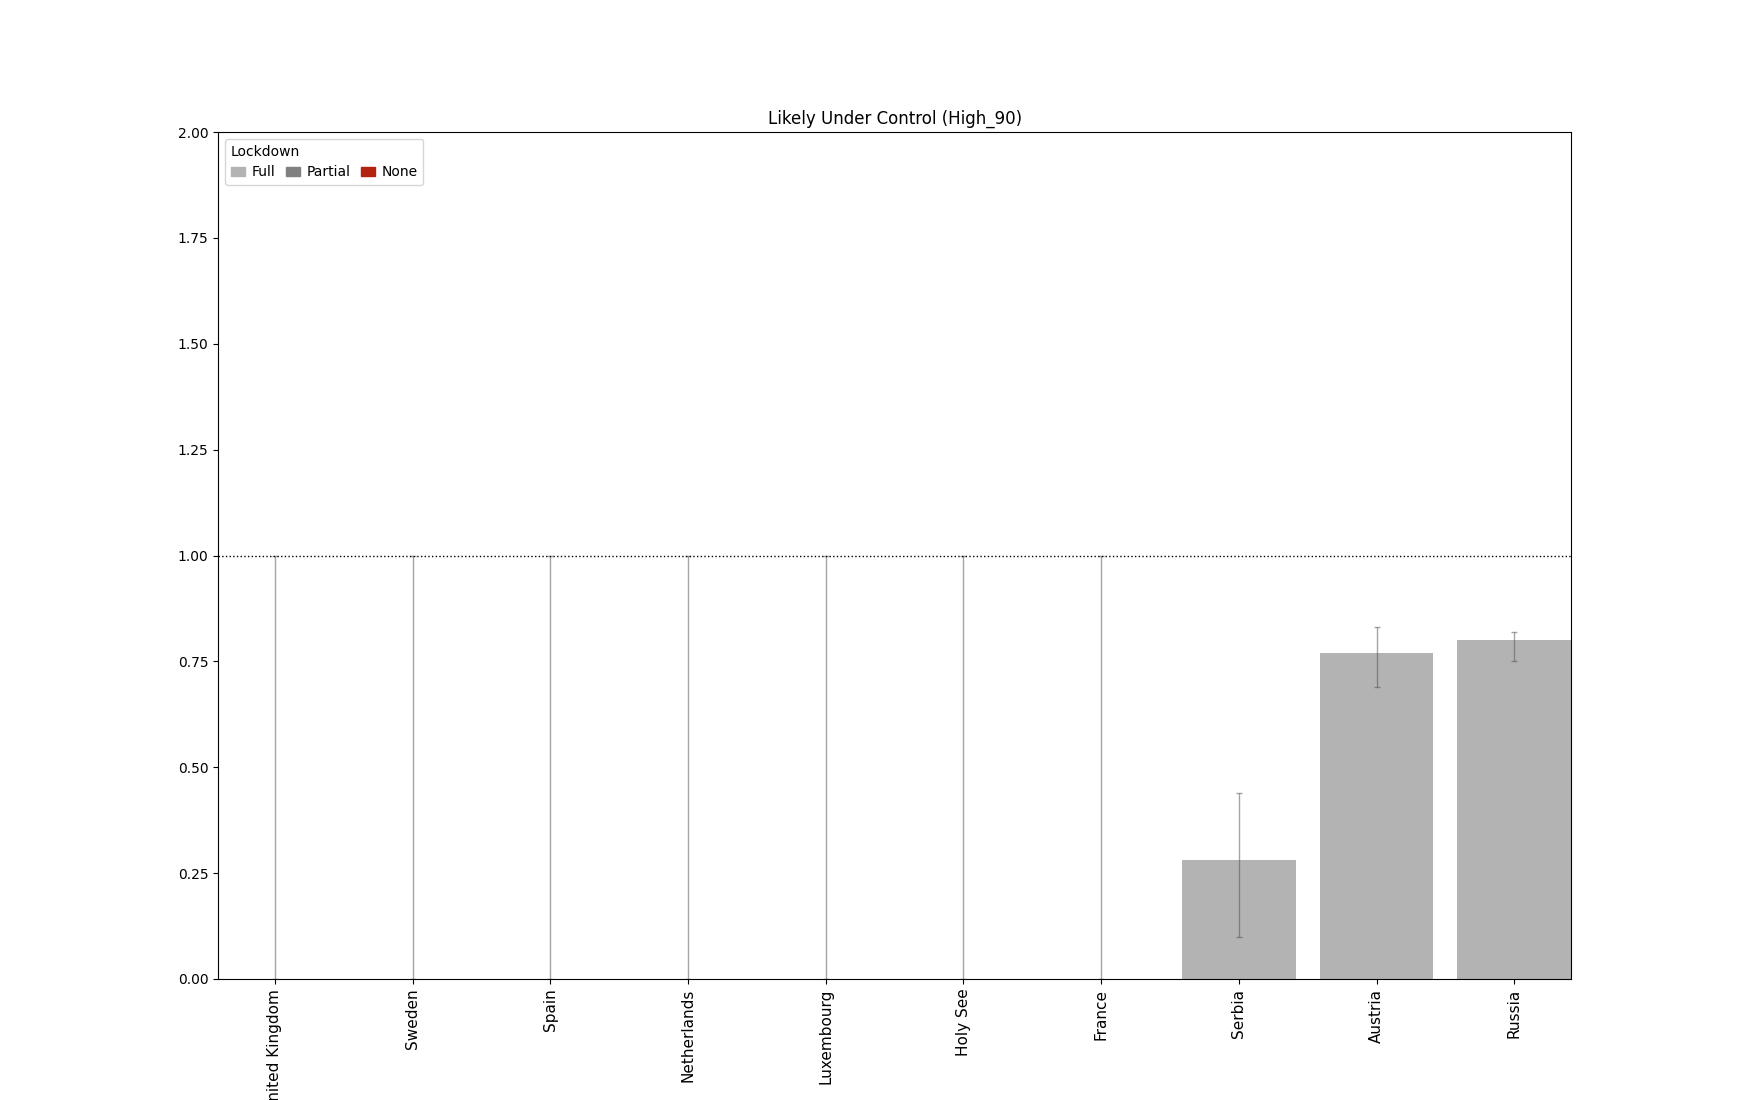 Likely Under Control (High_90)
Lockdown
Full Partial None
2.00
1.75
1.50
1.25
1.00
0.75
0.50
0.25
0.00
nited Kingdom
Sweden
Spain
Netherlands
Luxembourg
Holy See
France
Serbia
Austria
Russia